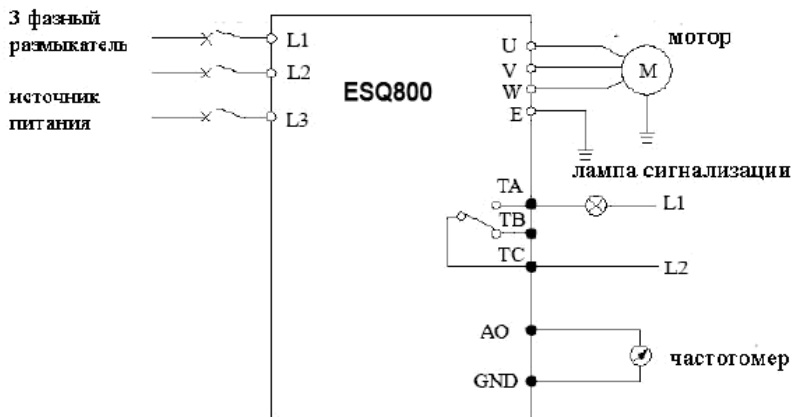 3 фазный
размыкатель
источник
питания
L1
L2
L3
ESQ800
U
V
W
E
мотор
M
лампа сигнализации
TA
L1
TB
TC
L2
AO
GND
частотомер